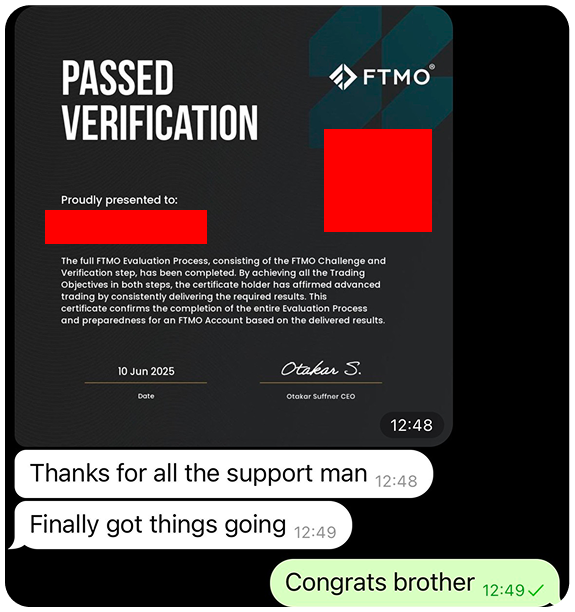 PASSED
VERIFICATION
FTMO®
Proudly presented to:
The full FTMO Evaluation Process, consisting of the FTMO Challenge and
Verification step, has been completed. By achieving all the Trading
Objectives in both steps, the certificate holder has affirmed advanced
trading by consistently delivering the required results. This
certificate confirms the completion of the entire Evaluation Process
and preparedness for an FTMO Account based on the delivered results.
10 Jun 2025
Otakar S.
Date
Otakar Suffner CEO
12:48
Thanks for all the support man 12:48
Finally got things going 12:49
Congrats brother 12:49